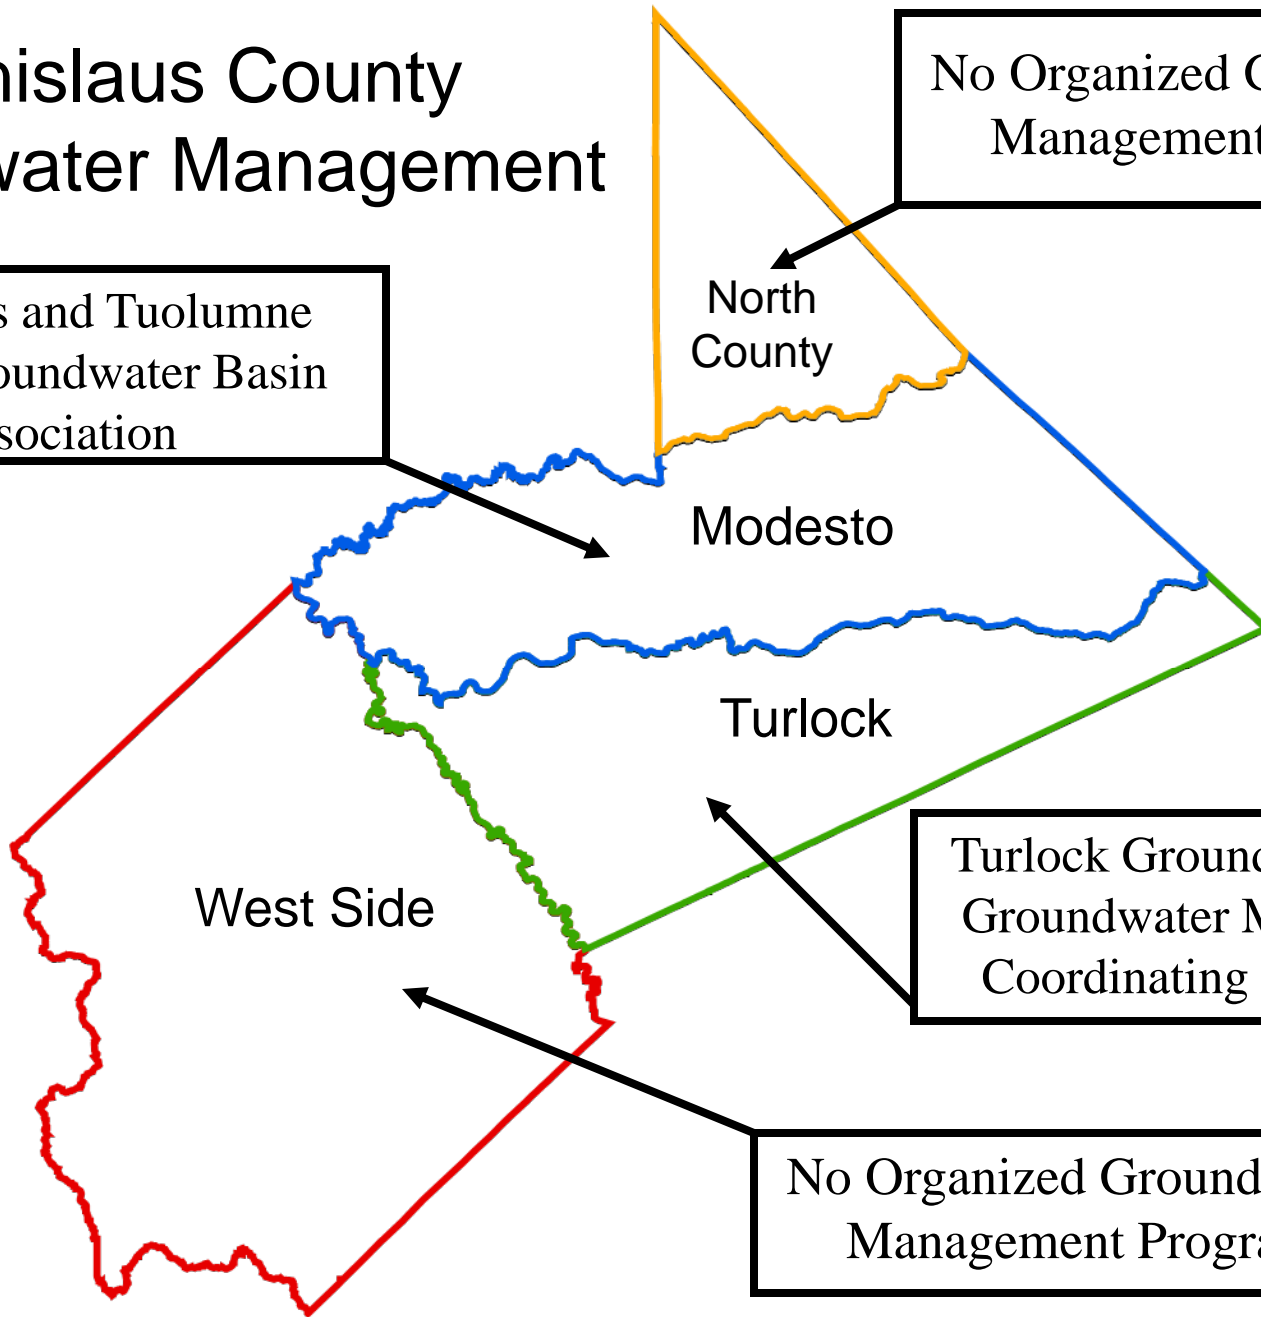 nislaus County
water Management
No Organized G
Management
s and Tuolumne
oundwater Basin
sociation
North
County
Modesto
Turlock
West Side
Turlock Ground
Groundwater M
Coordinating
No Organized Ground
Management Progra